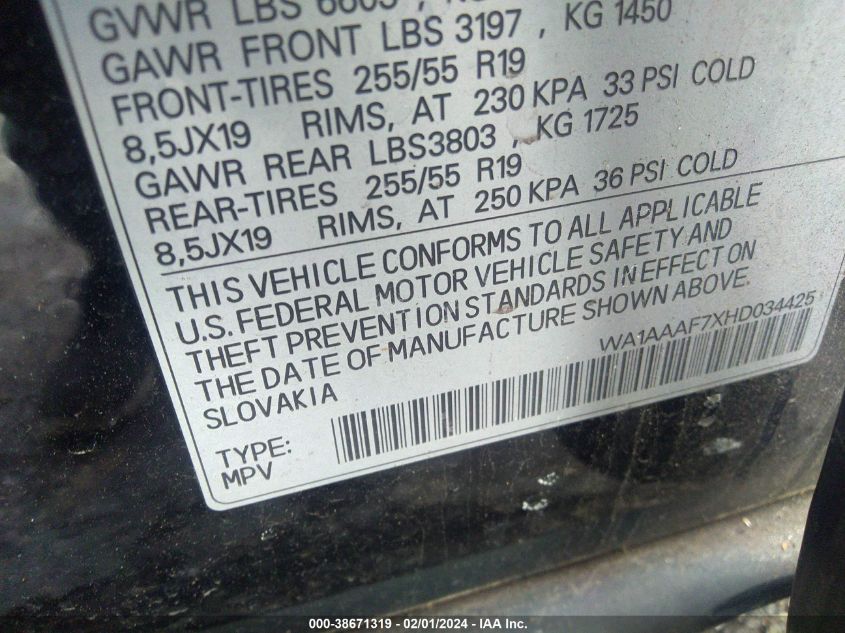 GVWR LBS 6603
GAWR FRONT LBS 3197 , KG 1450
FRONT-TIRES 255/55 R19
8,5JX19 RIMS, AT 230 KPA 33 PSI COLD
GAWR REAR LBS3803 , KG 1725
REAR-TIRES 255/55 R19
8,5JX19 RIMS, AT 250 KPA 36 PSI COLD
THIS VEHICLE CONFORMS TO ALL APPLICABLE
U.S. FEDERAL MOTOR VEHICLE SAFETY AND
THEFT PREVENTION STANDARDS IN EFFECT ON
THE DATE OF MANUFACTURE SHOWN ABOVE.
SLOVAKIA
WA1AAAF7XHD034425
TYPE:
MPV
000-38671319 - 02/01/2024 - IAA Inc.